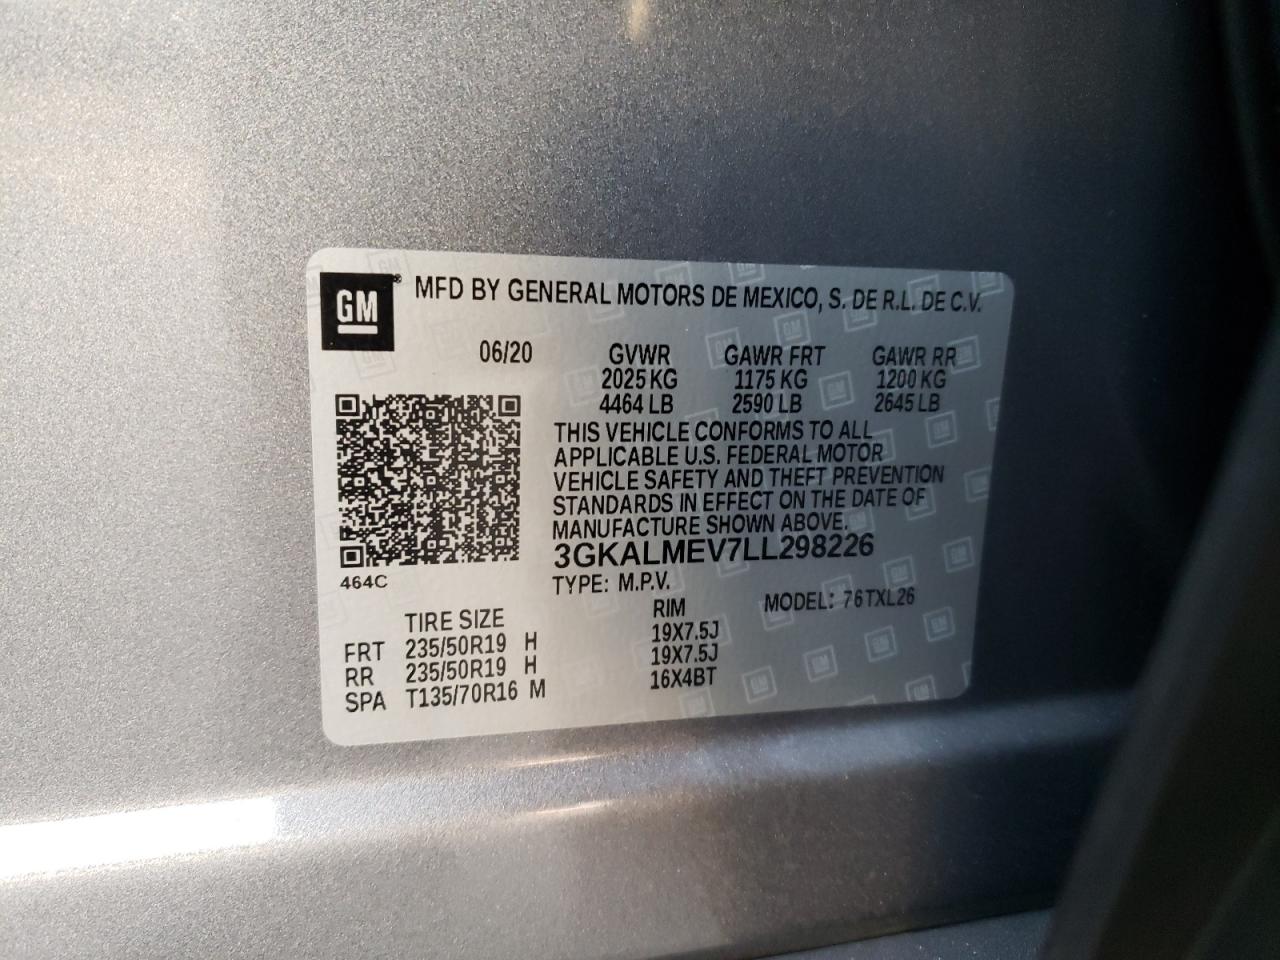 GM® MFD BY GENERAL MOTORS DE MEXICO, S. DE R.L. DE C.V.
06/20 GVWR GAWR FRT GAWR RR
2025 KG 1175 KG 1200 KG
4464 LB 2590 LB 2645 LB
THIS VEHICLE CONFORMS TO ALL
APPLICABLE U.S. FEDERAL MOTOR
VEHICLE SAFETY AND THEFT PREVENTION
STANDARDS IN EFFECT ON THE DATE OF
MANUFACTURE SHOWN ABOVE.
3GKALMEV7LL298226
464C
TYPE: M.P.V. MODEL: 76TXL26
TIRE SIZE RIM
FRT 235/50R19 H 19X7.5J
RR 235/50R19 H 19X7.5J
SPA T135/70R16 M 16X4BT